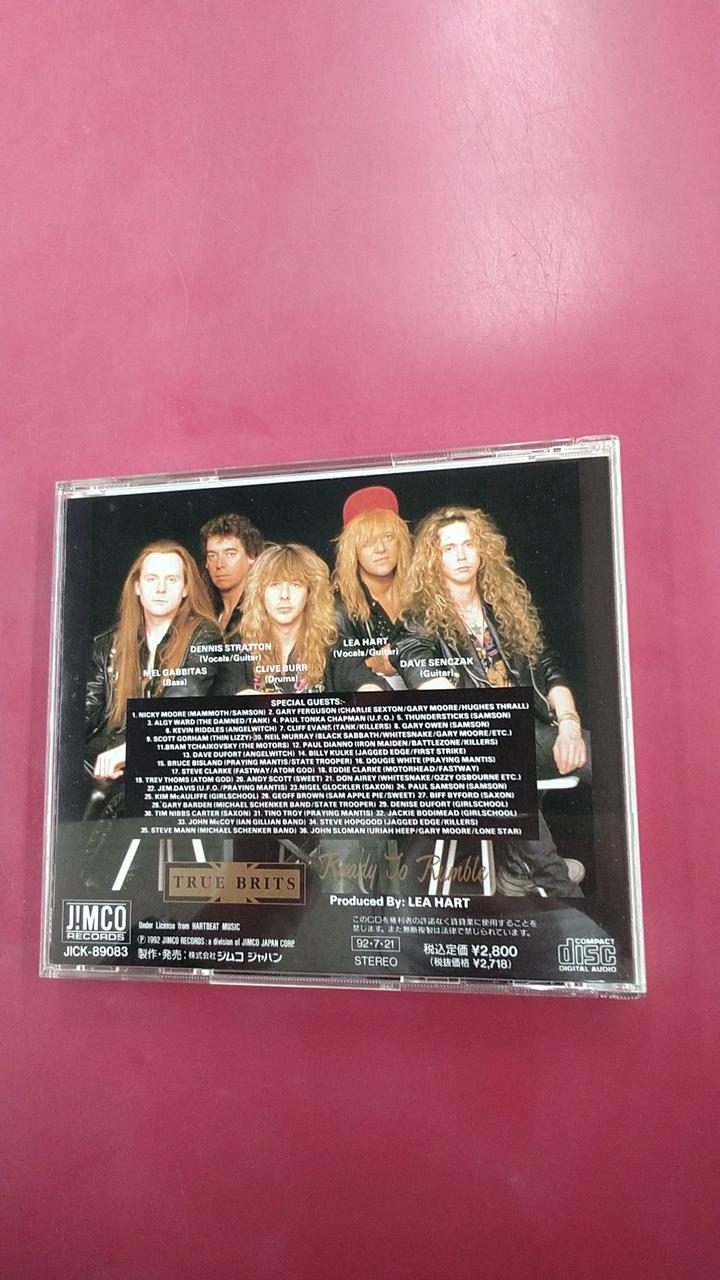 DENNIS STRATTON
(Vocals/Guitar)
LEA HART
(Vocals/Guitar)
MEL GABBITAS
(Bass)
CLIVE BURR
(Drums)
DAVE SENCZAK
(Guitar)
SPECIAL GUESTS:-
1. NICKY MOORE (MAMMOTH/SAMSON) 2. GARY FERGUSON (CHARLIE SEXTON/GARY MOORE/HUGHES THRALL)
3. ALGY WARD (THE DAMNED/TANK) 4. PAUL TONKA CHAPMAN (U.F.O.) 5. THUNDERSTICKS (SAMSON)
6. KEVIN RIDDLES (ANGELWITCH) 7. CLIFF EVANS (TANK/KILLERS) 8. GARY OWEN (SAMSON)
9. SCOTT GORHAM (THIN LIZZY) 10. NEIL MURRAY (BLACK SABBATH/WHITESNAKE/GARY MOORE/ETC.)
11. BRAM TCHAIKOVSKY (THE MOTORS) 12. PAUL DIANNO (IRON MAIDEN/BATTLEZONE/KILLERS)
13. DAVE DUFORT (ANGELWITCH) 14. BILLY KULKE (JAGGED EDGE/FIRST STRIKE)
15. BRUCE BISLAND (PRAYING MANTIS/STATE TROOPER) 16. DOUGIE WHITE (PRAYING MANTIS)
17. STEVE CLARKE (FASTWAY/ATOM GOD) 18. EDDIE CLARKE (MOTORHEAD/FASTWAY)
19. TREV THOMS (ATOM GOD) 20. ANDY SCOTT (SWEET) 21. DON AIREY (WHITESNAKE/OZZY OSBOURNE ETC.)
22. JEM.DAVIS (U.F.O./PRAYING MANTIS) 23.NIGEL GLOCKLER (SAXON) 24. PAUL SAMSON (SAMSON)
25. KIM McAULIFFE (GIRLSCHOOL) 26. GEOFF BROWN (SAM APPLE PIE/SWEET) 27. BIFF BYFORD (SAXON)
28. GARY BARDEN (MICHAEL SCHENKER BAND/STATE TROOPER) 29. DENISE DUFORT (GIRLSCHOOL)
30. TIM NIBBS CARTER (SAXON) 31. TINO TROY (PRAYING MANTIS) 32. JACKIE BODIMEAD (GIRLSCHOOL)
33. JOHN McCOY (IAN GILLIAN BAND) 34. STEVE HOPGOOD (JAGGED EDGE/KILLERS)
35. STEVE MANN (MICHAEL SCHENKER BAND) 36. JOHN SLOMAN (URIAH HEEP/GARY MOORE/LONE STAR)
TRUE BRITS
Ready To Rumble
Produced By: LEA HART
JIMCO
RECORDS
JICK-89083
Under License from HARTBEAT MUSIC
Ⓟ 1992 JIMCO RECORDS: a division of JIMCO JAPAN CORP.
製作・発売:株式会社ジムコ ジャパン
このCDを権利者の許諾なく賃貸業に使用することを
禁じます。また無断複製は法律で禁じられています。
92・7・21
STEREO
税込定価 ¥2,800
(税抜価格 ¥2,718)
COMPACT
disc
DIGITAL AUDIO